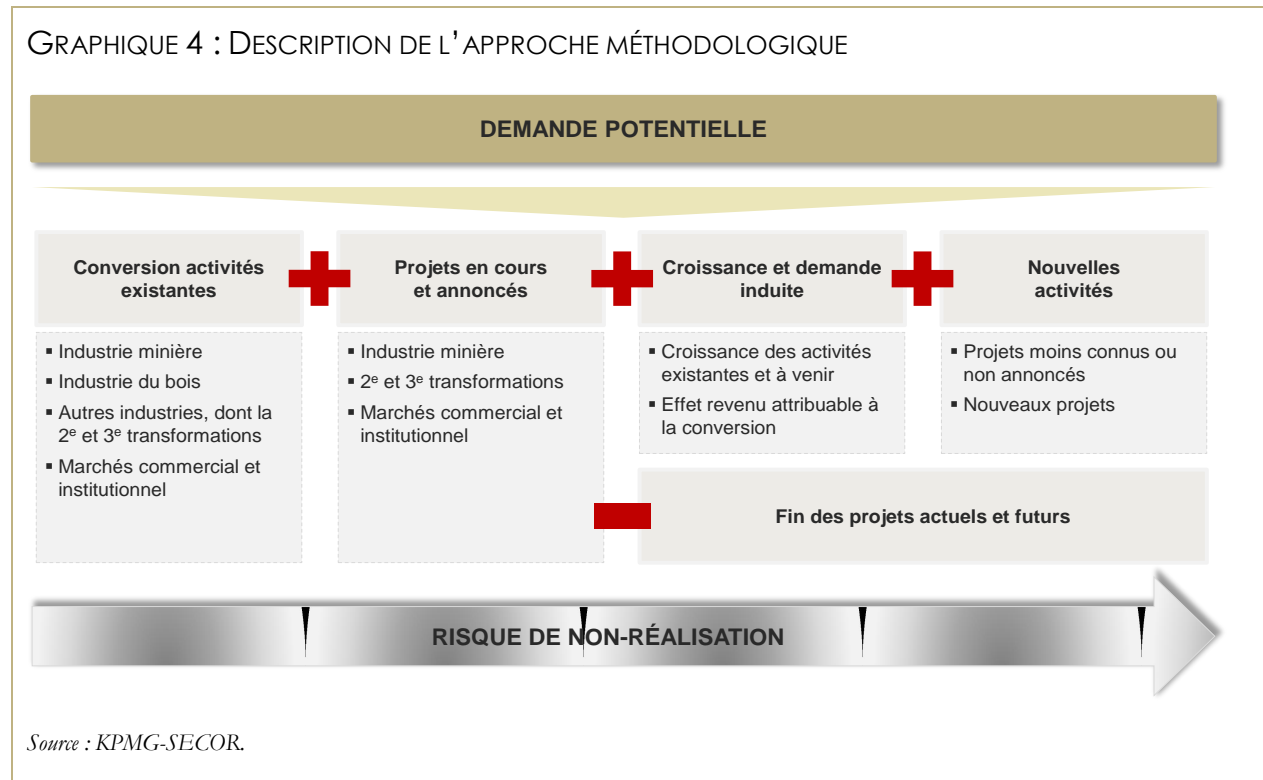 GRAPHIQUE 4 : DESCRIPTION DE L'APPROCHE MÉTHODOLOGIQUE
DEMANDE POTENTIELLE
Conversion activités
existantes
▪ Industrie minière
▪ Industrie du bois
▪ Autres industries, dont la
2e et 3e transformations
▪ Marchés commercial et
institutionnel
Projets en cours
et annoncés
▪ Industrie minière
▪ 2e et 3e transformations
▪ Marchés commercial et
institutionnel
Croissance et demande
induite
▪ Croissance des activités
existantes et à venir
▪ Effet revenu attribuable à
la conversion
Nouvelles
activités
▪ Projets moins connus ou
non annoncés
▪ Nouveaux projets
Fin des projets actuels et futurs
RISQUE DE NON-RÉALISATION
Source : KPMG-SECOR.